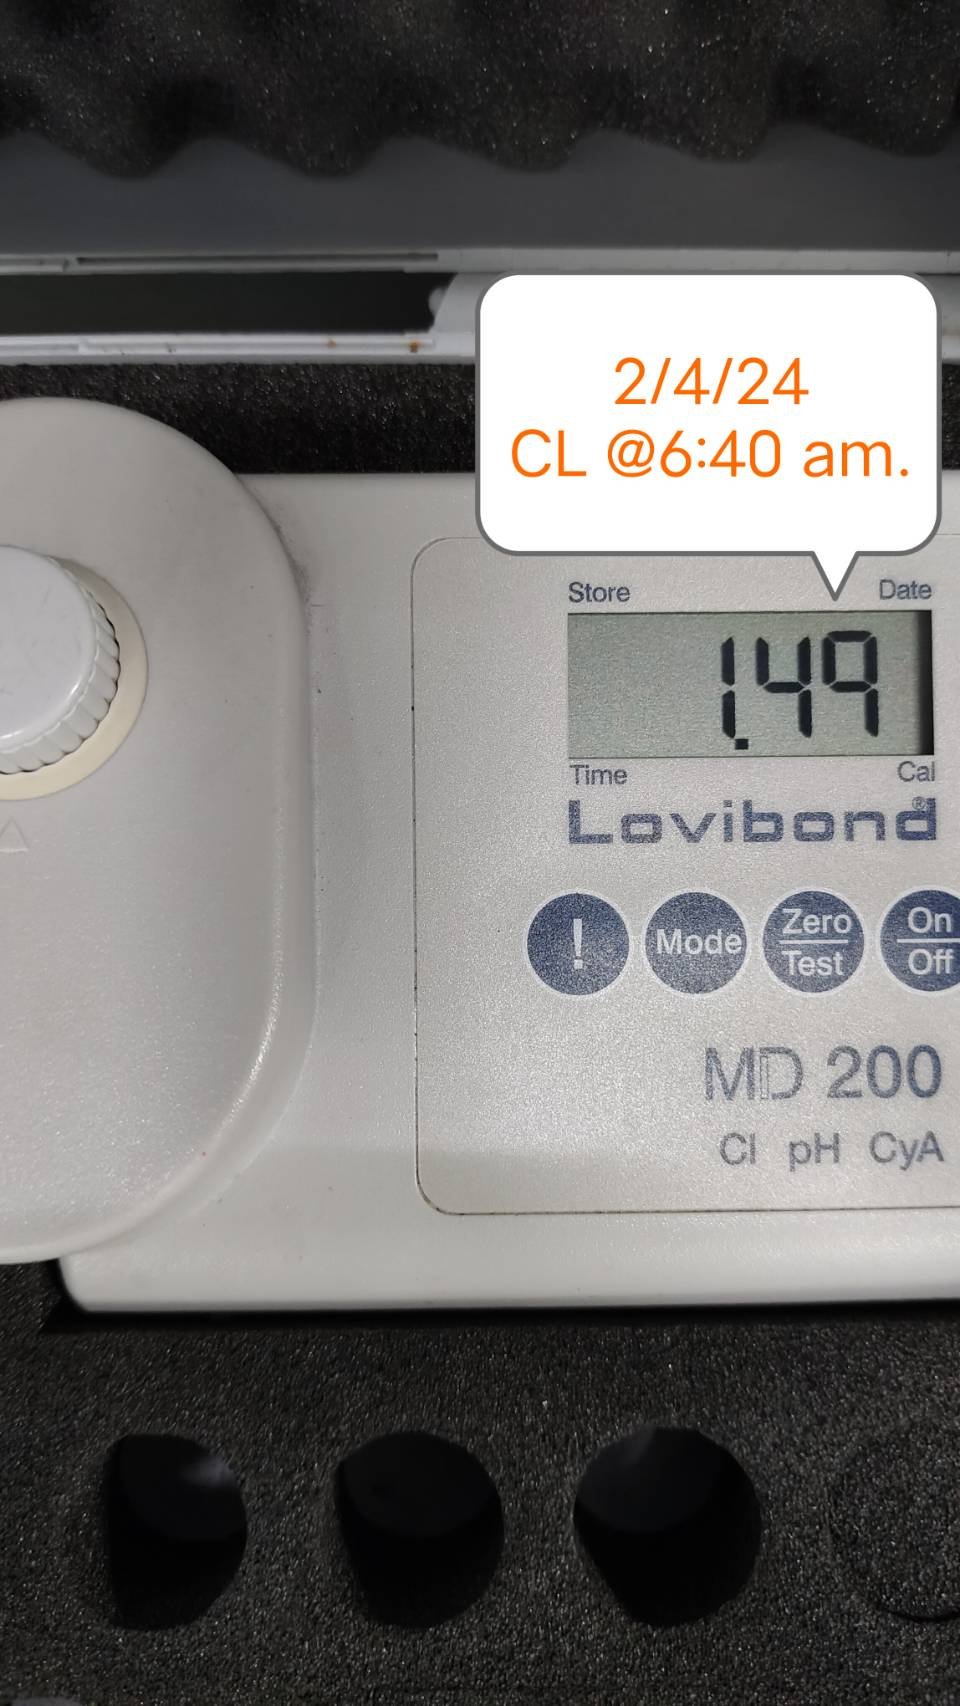 2/4/24
CL @6:40 am.
Store Date
1.49
Time Cal
Lovibond®
! Mode Zero Test On Off
MD 200
Cl pH CyA